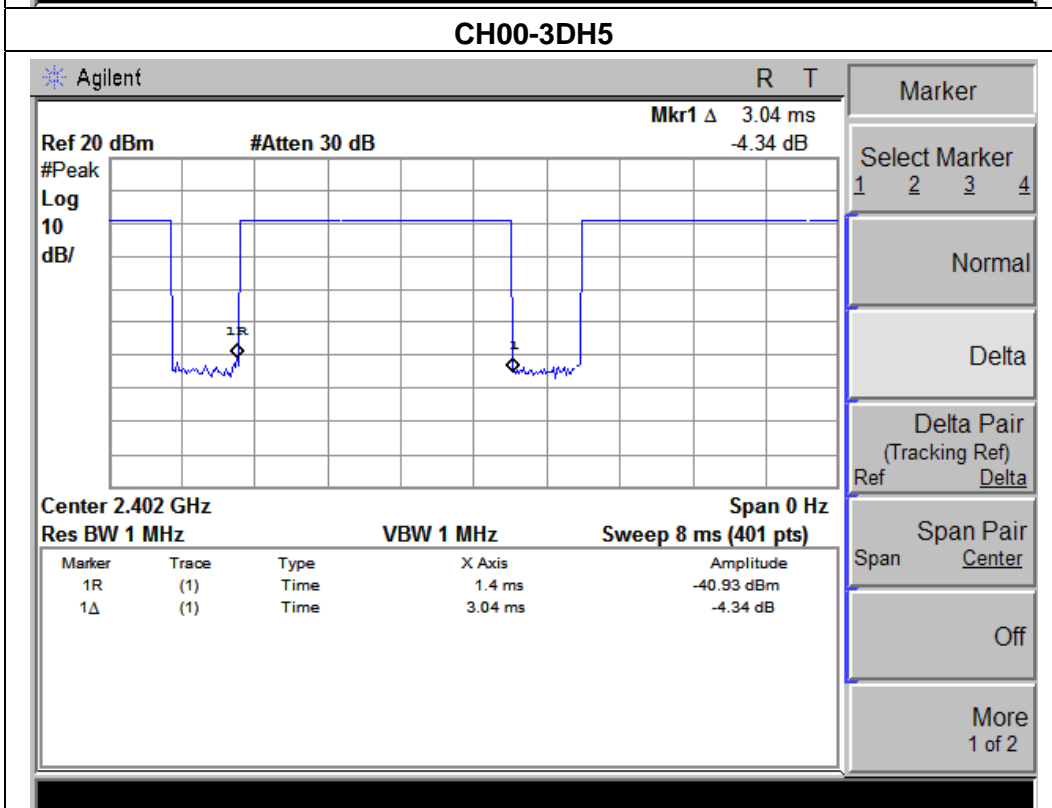 CH00-3DH5
Agilent
R T
Mkr1 Δ 3.04 ms
Ref 20 dBm #Atten 30 dB -4.34 dB
#Peak
Log
10
dB/
1R
1
Center 2.402 GHz Span 0 Hz
Res BW 1 MHz VBW 1 MHz Sweep 8 ms (401 pts)
Marker Trace Type X Axis Amplitude
1R (1) Time 1.4 ms -40.93 dBm
1Δ (1) Time 3.04 ms -4.34 dB
Marker
Select Marker
1 2 3 4
Normal
Delta
Delta Pair
(Tracking Ref)
Ref Delta
Span Pair
Span Center
Off
More
1 of 2